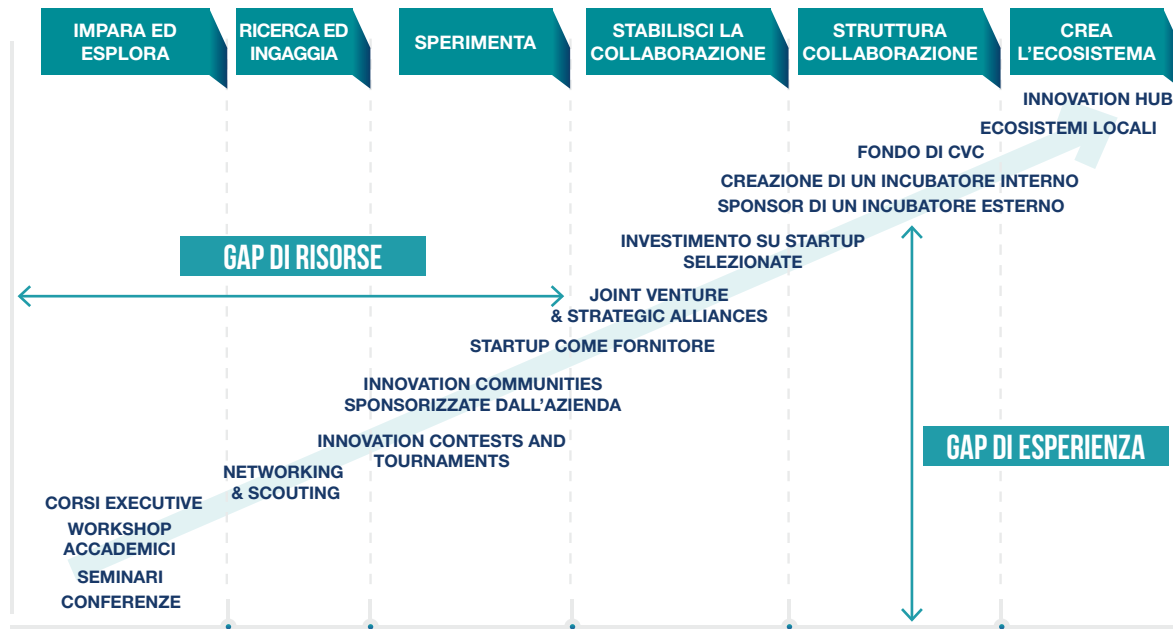 IMPARA ED
ESPLORA
RICERCA ED
INGAGGIA
SPERIMENTA
STABILISCI LA
COLLABORAZIONE
STRUTTURA
COLLABORAZIONE
CREA
L'ECOSISTEMA
INNOVATION HUB
ECOSISTEMI LOCALI
FONDO DI CVC
CREAZIONE DI UN INCUBATORE INTERNO
SPONSOR DI UN INCUBATORE ESTERNO
INVESTIMENTO SU STARTUP
SELEZIONATE
GAP DI RISORSE
JOINT VENTURE
& STRATEGIC ALLIANCES
STARTUP COME FORNITORE
INNOVATION COMMUNITIES
SPONSORIZZATE DALL'AZIENDA
INNOVATION CONTESTS AND
TOURNAMENTS
GAP DI ESPERIENZA
NETWORKING
& SCOUTING
CORSI EXECUTIVE
WORKSHOP
ACCADEMICI
SEMINARI
CONFERENZE